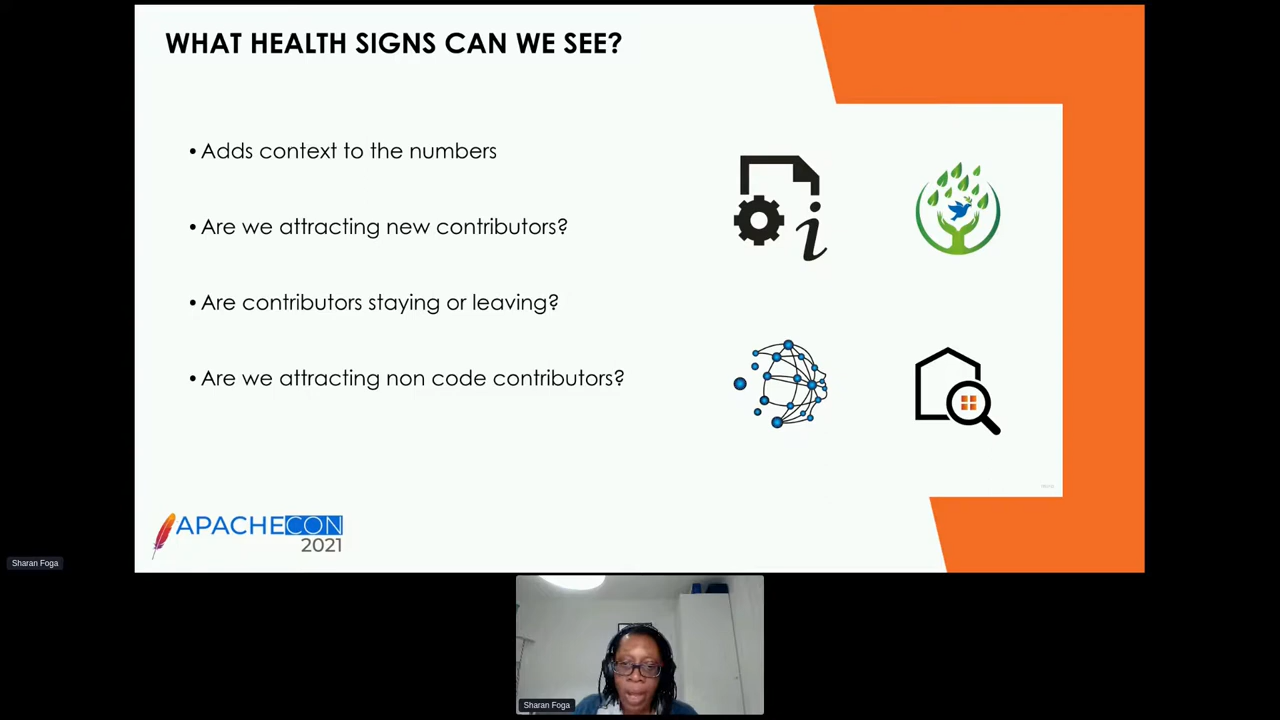 WHAT HEALTH SIGNS CAN WE SEE?
• Adds context to the numbers
• Are we attracting new contributors?
• Are contributors staying or leaving?
• Are we attracting non code contributors?
i
APACHECON
2021
Sharan Foga
Sharan Foga